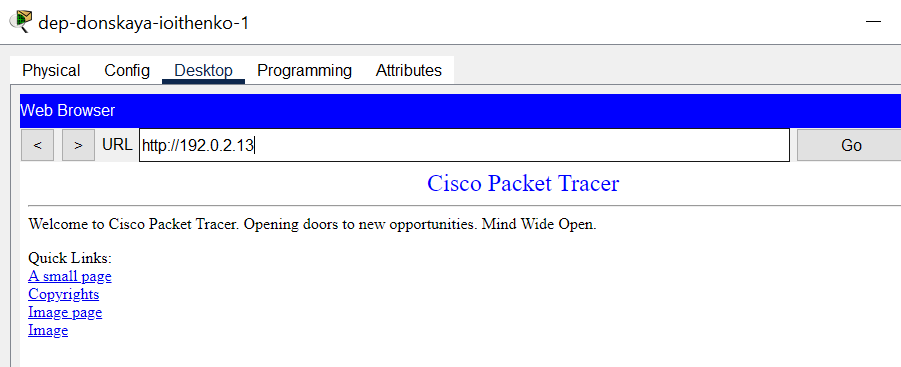 dep-donskaya-ioithenko-1
Physical Config Desktop Programming Attributes
Web Browser
< > URL http://192.0.2.13 Go
Cisco Packet Tracer
Welcome to Cisco Packet Tracer. Opening doors to new opportunities. Mind Wide Open.
Quick Links:
A small page
Copyrights
Image page
Image